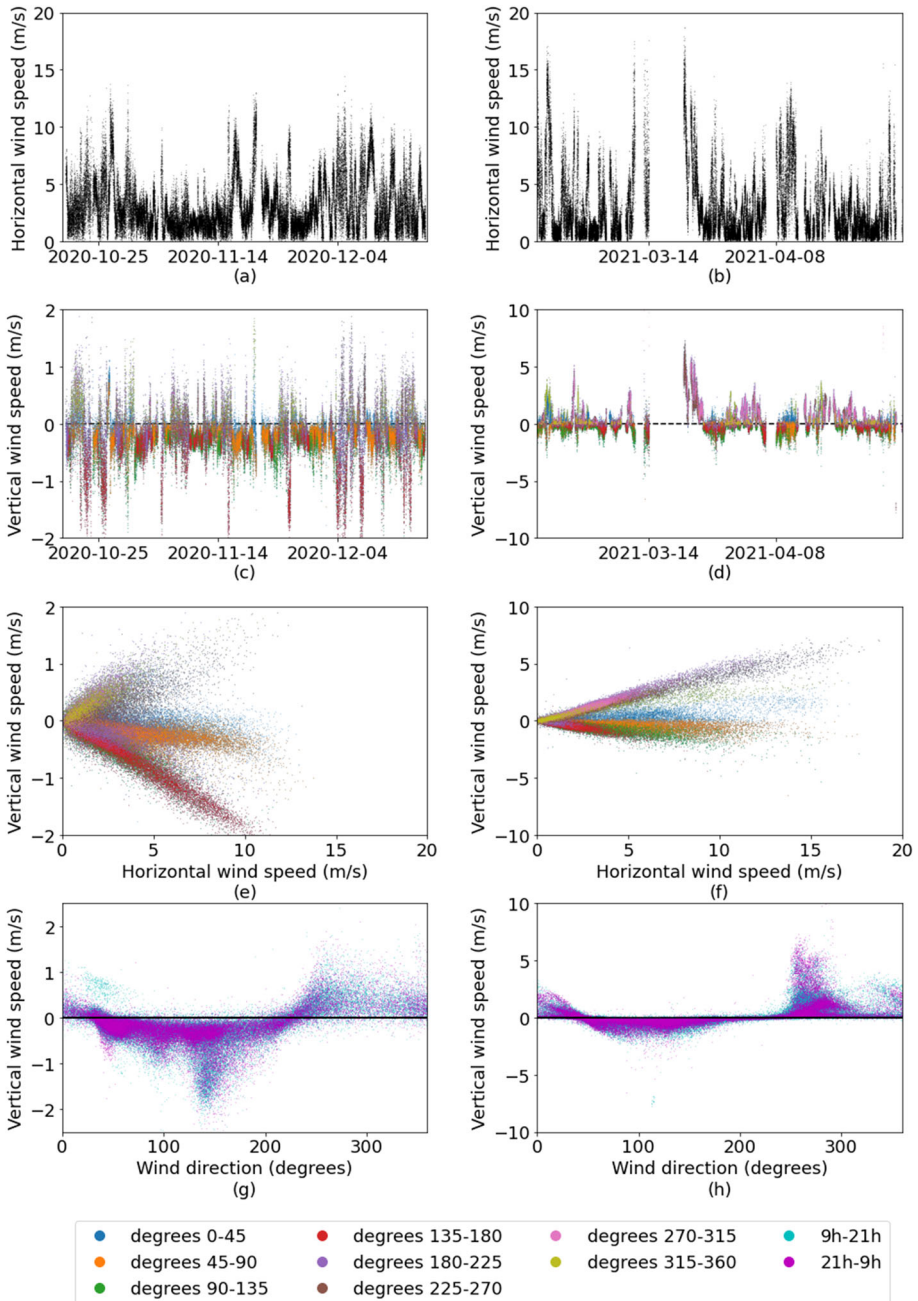 Horizontal wind speed (m/s)
20
15
10
5
0
2020-10-25 2020-11-14 2020-12-04
(a)
Horizontal wind speed (m/s)
20
15
10
5
0
2021-03-14 2021-04-08
(b)
Vertical wind speed (m/s)
2
1
0
−1
−2
2020-10-25 2020-11-14 2020-12-04
(c)
Vertical wind speed (m/s)
10
5
0
−5
−10
2021-03-14 2021-04-08
(d)
Vertical wind speed (m/s)
2
1
0
−1
−2
0 5 10 15 20
Horizontal wind speed (m/s)
(e)
Vertical wind speed (m/s)
10
5
0
−5
−10
0 5 10 15 20
Horizontal wind speed (m/s)
(f)
Vertical wind speed (m/s)
2
1
0
−1
−2
0 100 200 300
Wind direction (degrees)
(g)
Vertical wind speed (m/s)
10
5
0
−5
−10
0 100 200 300
Wind direction (degrees)
(h)
degrees 0-45 degrees 135-180 degrees 270-315 9h-21h
degrees 45-90 degrees 180-225 degrees 315-360 21h-9h
degrees 90-135 degrees 225-270